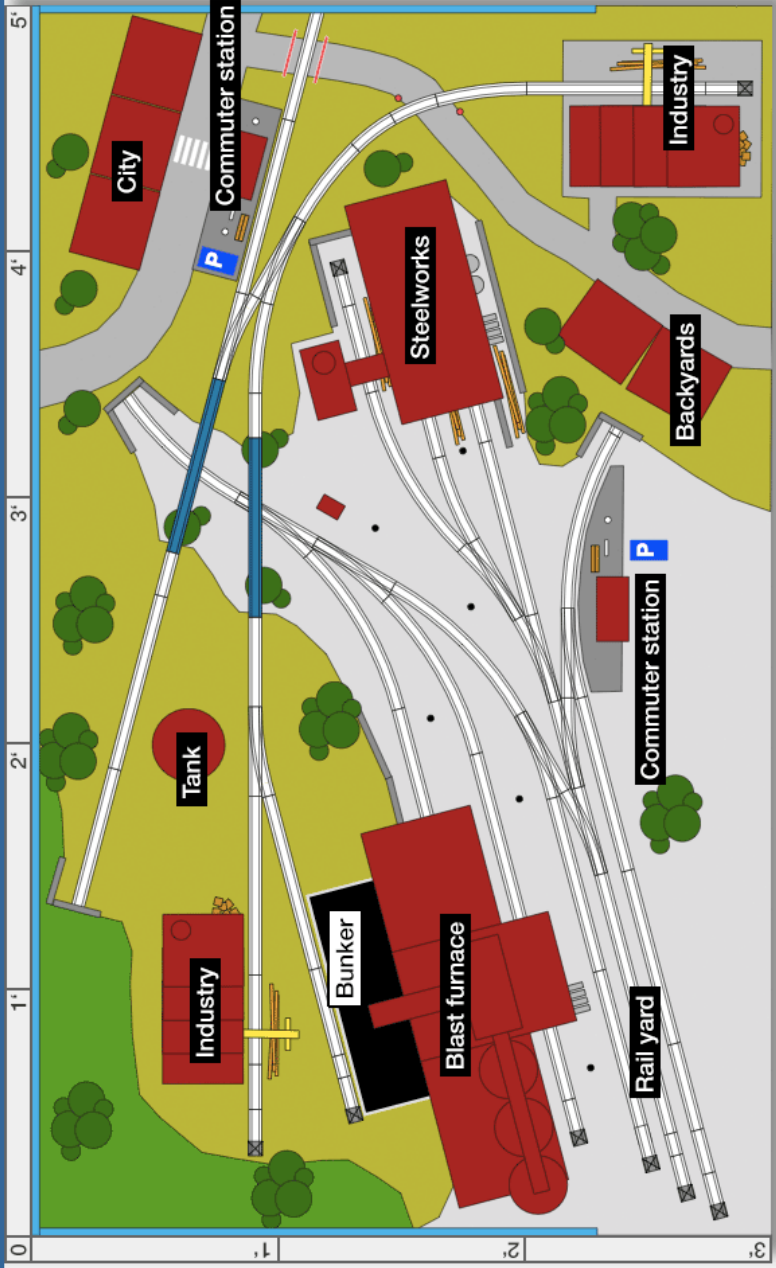 0
1'
2'
3'
4'
5'
City
Tank
Industry
P
Commuter station
1'
Bunker
Steelworks
Blast furnace
2'
Rail yard
Commuter station
P
Industry
Backyards
3'